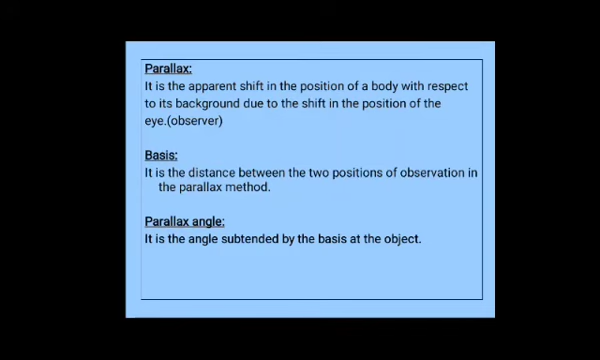 Parallax:
It is the apparent shift in the position of a body with respect
to its background due to the shift in the position of the
eye.(observer)
Basis:
It is the distance between the two positions of observation in
the parallax method.
Parallax angle:
It is the angle subtended by the basis at the object.